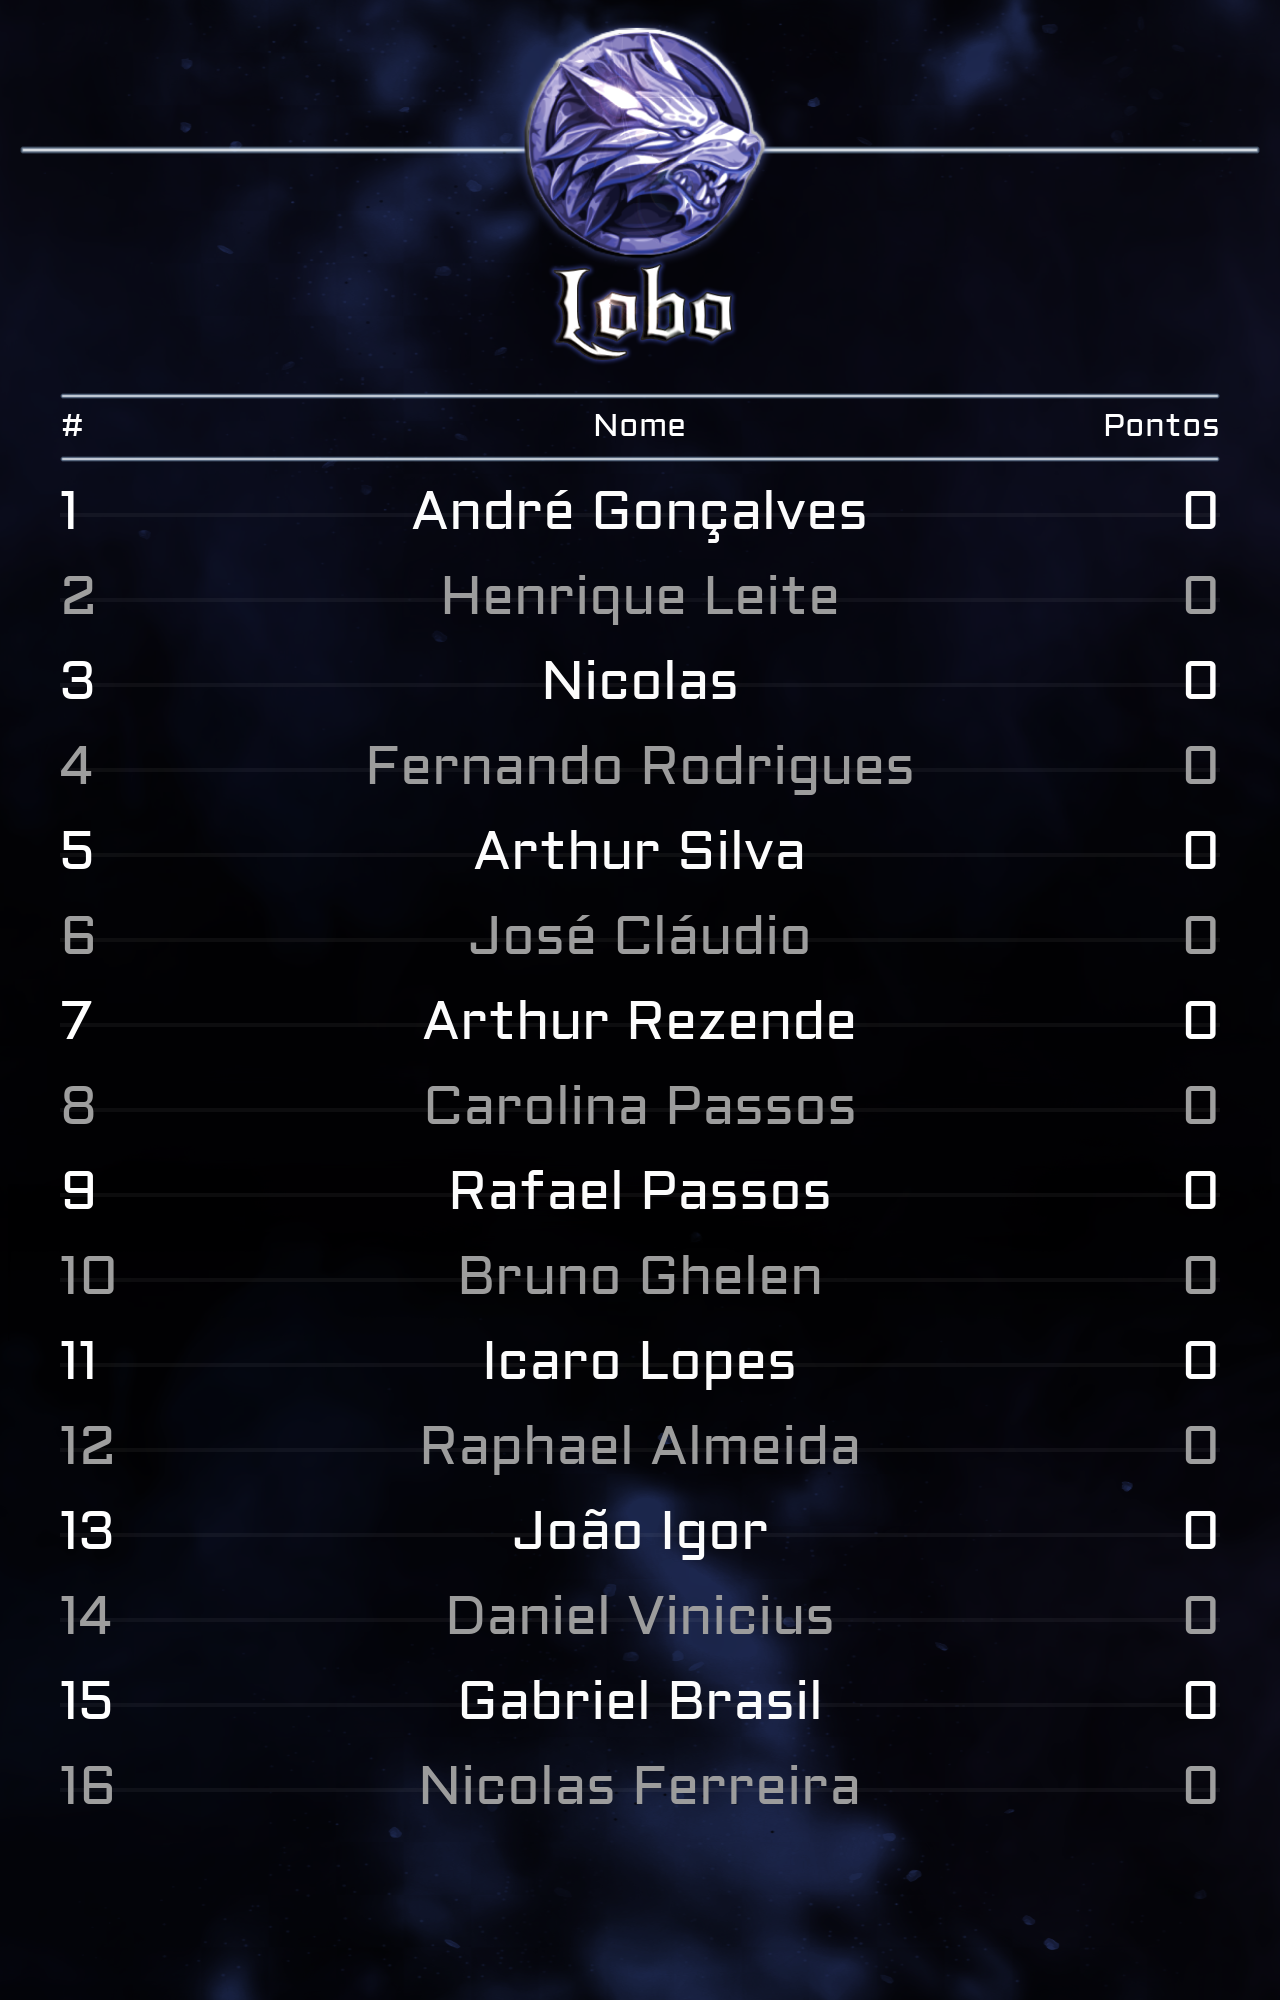 Lobo
# Nome Pontos
1 André Gonçalves 0
2 Henrique Leite 0
3 Nicolas 0
4 Fernando Rodrigues 0
5 Arthur Silva 0
6 José Cláudio 0
7 Arthur Rezende 0
8 Carolina Passos 0
9 Rafael Passos 0
10 Bruno Ghelen 0
11 Icaro Lopes 0
12 Raphael Almeida 0
13 João Igor 0
14 Daniel Vinicius 0
15 Gabriel Brasil 0
16 Nicolas Ferreira 0